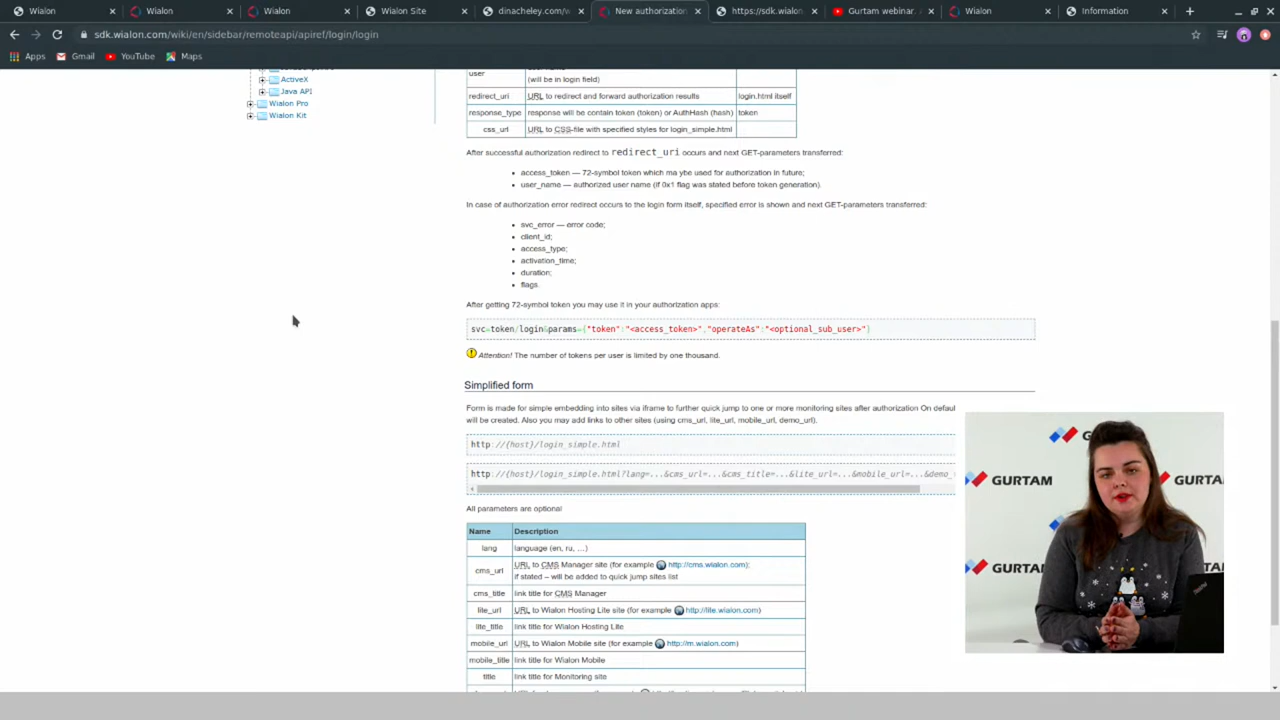 Wialon
Wialon
Wialon
Wialon Site
dinacheley.com/w
New authorization
https://sdk.wialon
Gurtam webinar
Wialon
Information
sdk.wialon.com/wiki/en/sidebar/remoteapi/apiref/login/login
Apps
Gmail
YouTube
Maps
ActiveX
Java API
Wialon Pro
Wialon Kit
user
(will be in login field)
redirect_uri URL to redirect and forward authorization results login.html itself
response_type response will be contain token (token) or AuthHash (hash) token
css_url URL to CSS-file with specified styles for login_simple.html
After successful authorization redirect to redirect_uri occurs and next GET-parameters transferred:
access_token — 72-symbol token which ma ybe used for authorization in future;
user_name — authorized user name (if 0x1 flag was stated before token generation).
In case of authorization error redirect occurs to the login form itself, specified error is shown and next GET-parameters transferred:
svc_error — error code;
client_id;
access_type;
activation_time;
duration;
flags.
After getting 72-symbol token you may use it in your authorization apps:
svc=token/login&params={"token":"<access_token>","operateAs":"<optional_sub_user>"}
Attention! The number of tokens per user is limited by one thousand.
Simplified form
Form is made for simple embedding into sites via iframe to further quick jump to one or more monitoring sites after authorization On defaul
will be created. Also you may add links to other sites (using cms_url, lite_url, mobile_url, demo_url).
http://{host}/login_simple.html
http://{host}/login_simple.html?lang=...&cms_url=...&cms_title=...&lite_url=...&mobile_url=...&demo_
All parameters are optional
Name Description
lang language (en, ru, ...)
cms_url URL to CMS Manager site (for example http://cms.wialon.com);
if stated – will be added to quick jump sites list
cms_title link title for CMS Manager
lite_url URL to Wialon Hosting Lite site (for example http://lite.wialon.com)
lite_title link title for Wialon Hosting Lite
mobile_url URL to Wialon Mobile site (for example http://m.wialon.com)
mobile_title link title for Wialon Mobile
title link title for Monitoring site
G
GURTAM
GURTA
GURTAM